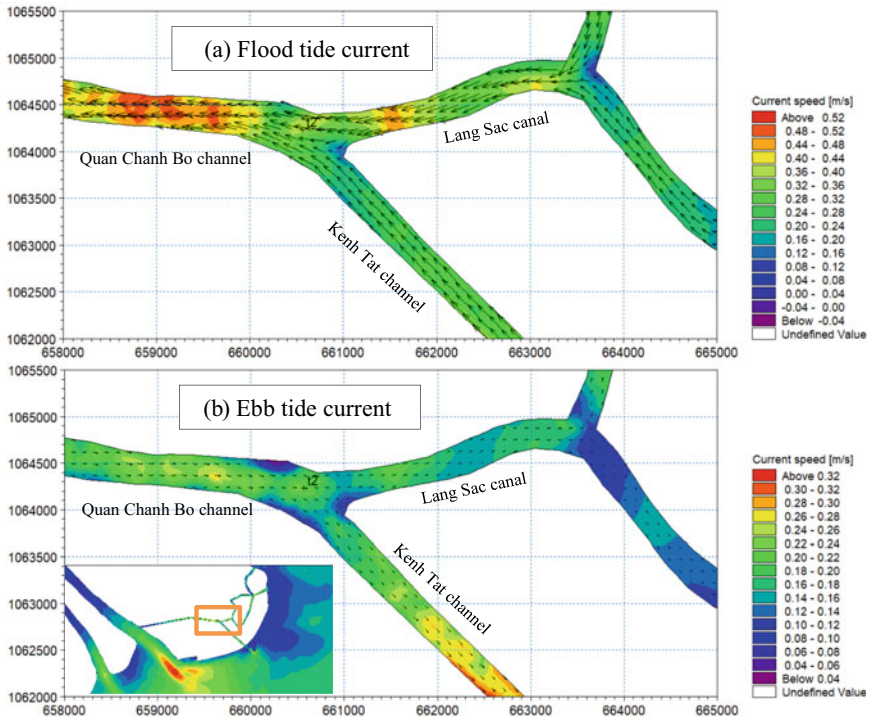 1065500
1065000
1064500
1064000
1063500
1063000
1062500
1062000
(a) Flood tide current
t2
Quan Chanh Bo channel
Lang Sac canal
Kenh Tat channel
658000 659000 660000 661000 662000 663000 664000 665000
Current speed [m/s]
Above 0.52
0.48 - 0.52
0.44 - 0.48
0.40 - 0.44
0.36 - 0.40
0.32 - 0.36
0.28 - 0.32
0.24 - 0.28
0.20 - 0.24
0.16 - 0.20
0.12 - 0.16
0.08 - 0.12
0.04 - 0.08
0.00 - 0.04
-0.04 - 0.00
Below -0.04
Undefined Value
1065500
1065000
1064500
1064000
1063500
1063000
1062500
1062000
(b) Ebb tide current
t2
Quan Chanh Bo channel
Lang Sac canal
Kenh Tat channel
658000 659000 660000 661000 662000 663000 664000 665000
Current speed [m/s]
Above 0.32
0.30 - 0.32
0.28 - 0.30
0.26 - 0.28
0.24 - 0.26
0.22 - 0.24
0.20 - 0.22
0.18 - 0.20
0.16 - 0.18
0.14 - 0.16
0.12 - 0.14
0.10 - 0.12
0.08 - 0.10
0.06 - 0.08
0.04 - 0.06
Below 0.04
Undefined Value